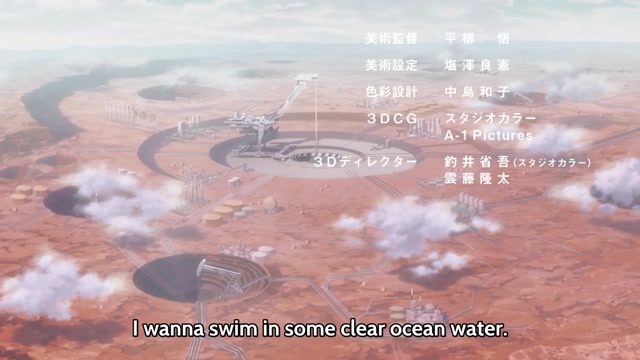 美術監督 平柳 悟
美術設定 塩澤良憲
色彩設計 中島和子
3DCG スタジオカラー
A-1 Pictures
3Dディレクター 釣井省吾(スタジオカラー)
雲藤隆太
I wanna swim in some clear ocean water.